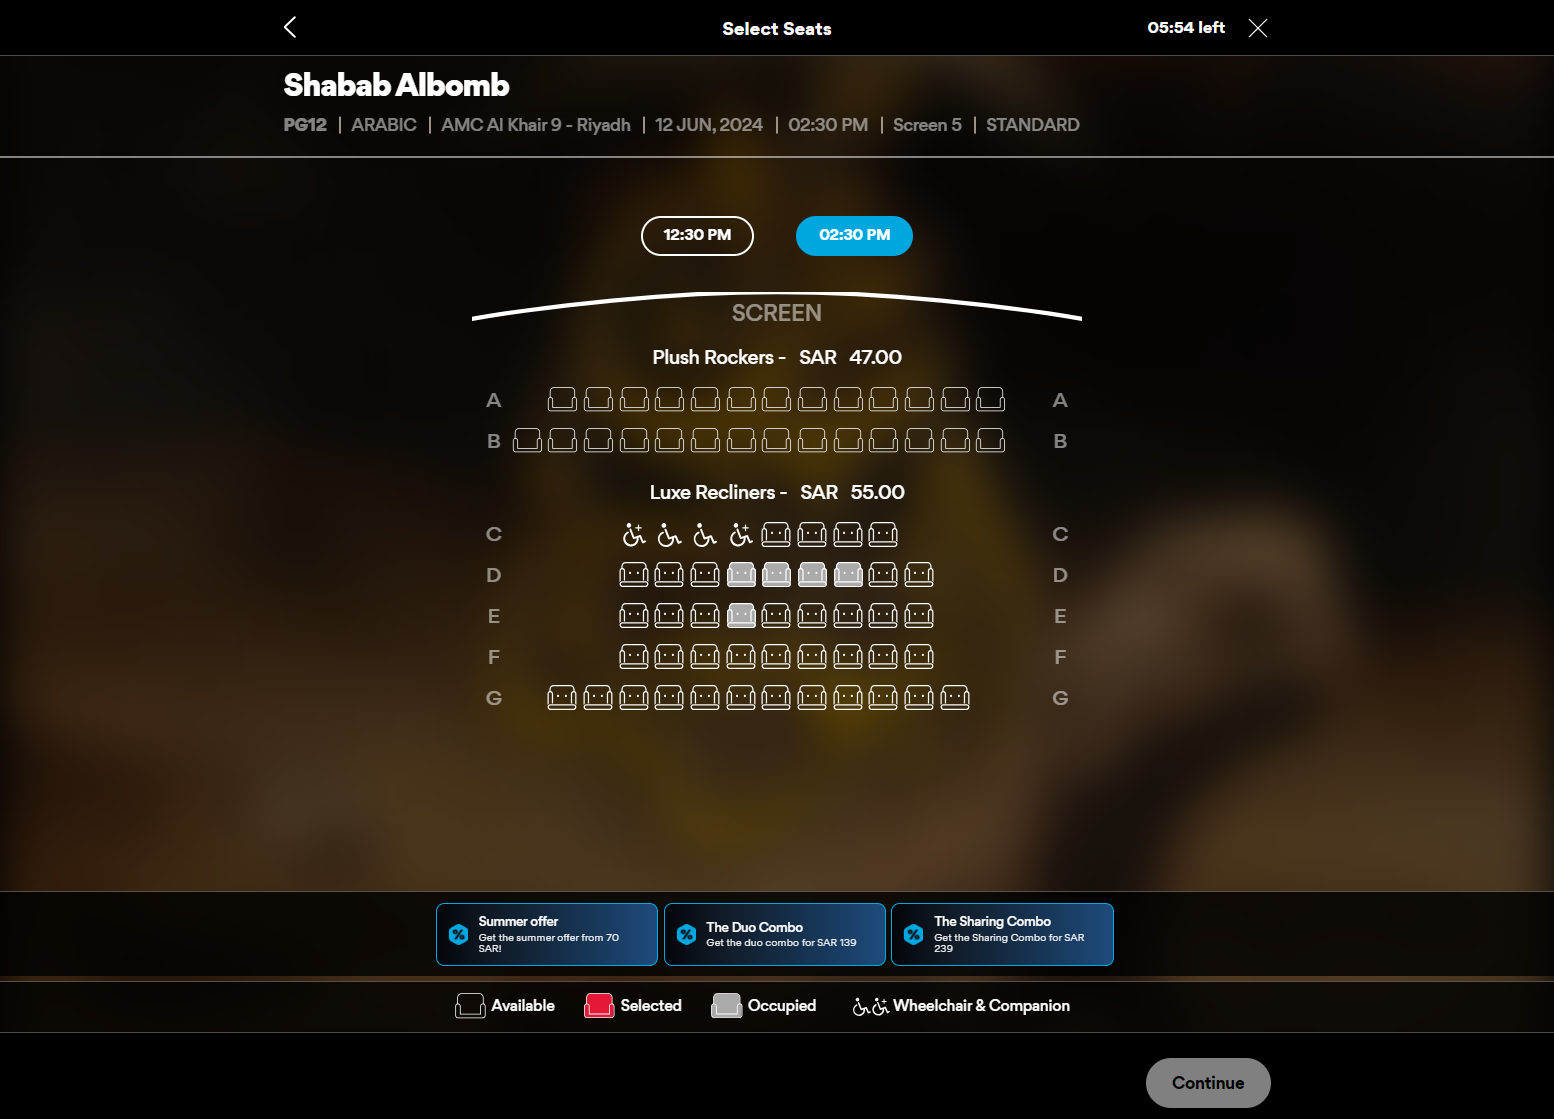 Select Seats
05:54 left
Shabab Albomb
PG12 | ARABIC | AMC Al Khair 9 - Riyadh | 12 JUN, 2024 | 02:30 PM | Screen 5 | STANDARD
12:30 PM
02:30 PM
SCREEN
Plush Rockers - SAR 47.00
A A
B B
Luxe Recliners - SAR 55.00
C C
D D
E E
F F
G G
Summer offer
Get the summer offer from 70
SAR!
The Duo Combo
Get the duo combo for SAR 139
The Sharing Combo
Get the Sharing Combo for SAR
239
Available
Selected
Occupied
Wheelchair & Companion
Continue